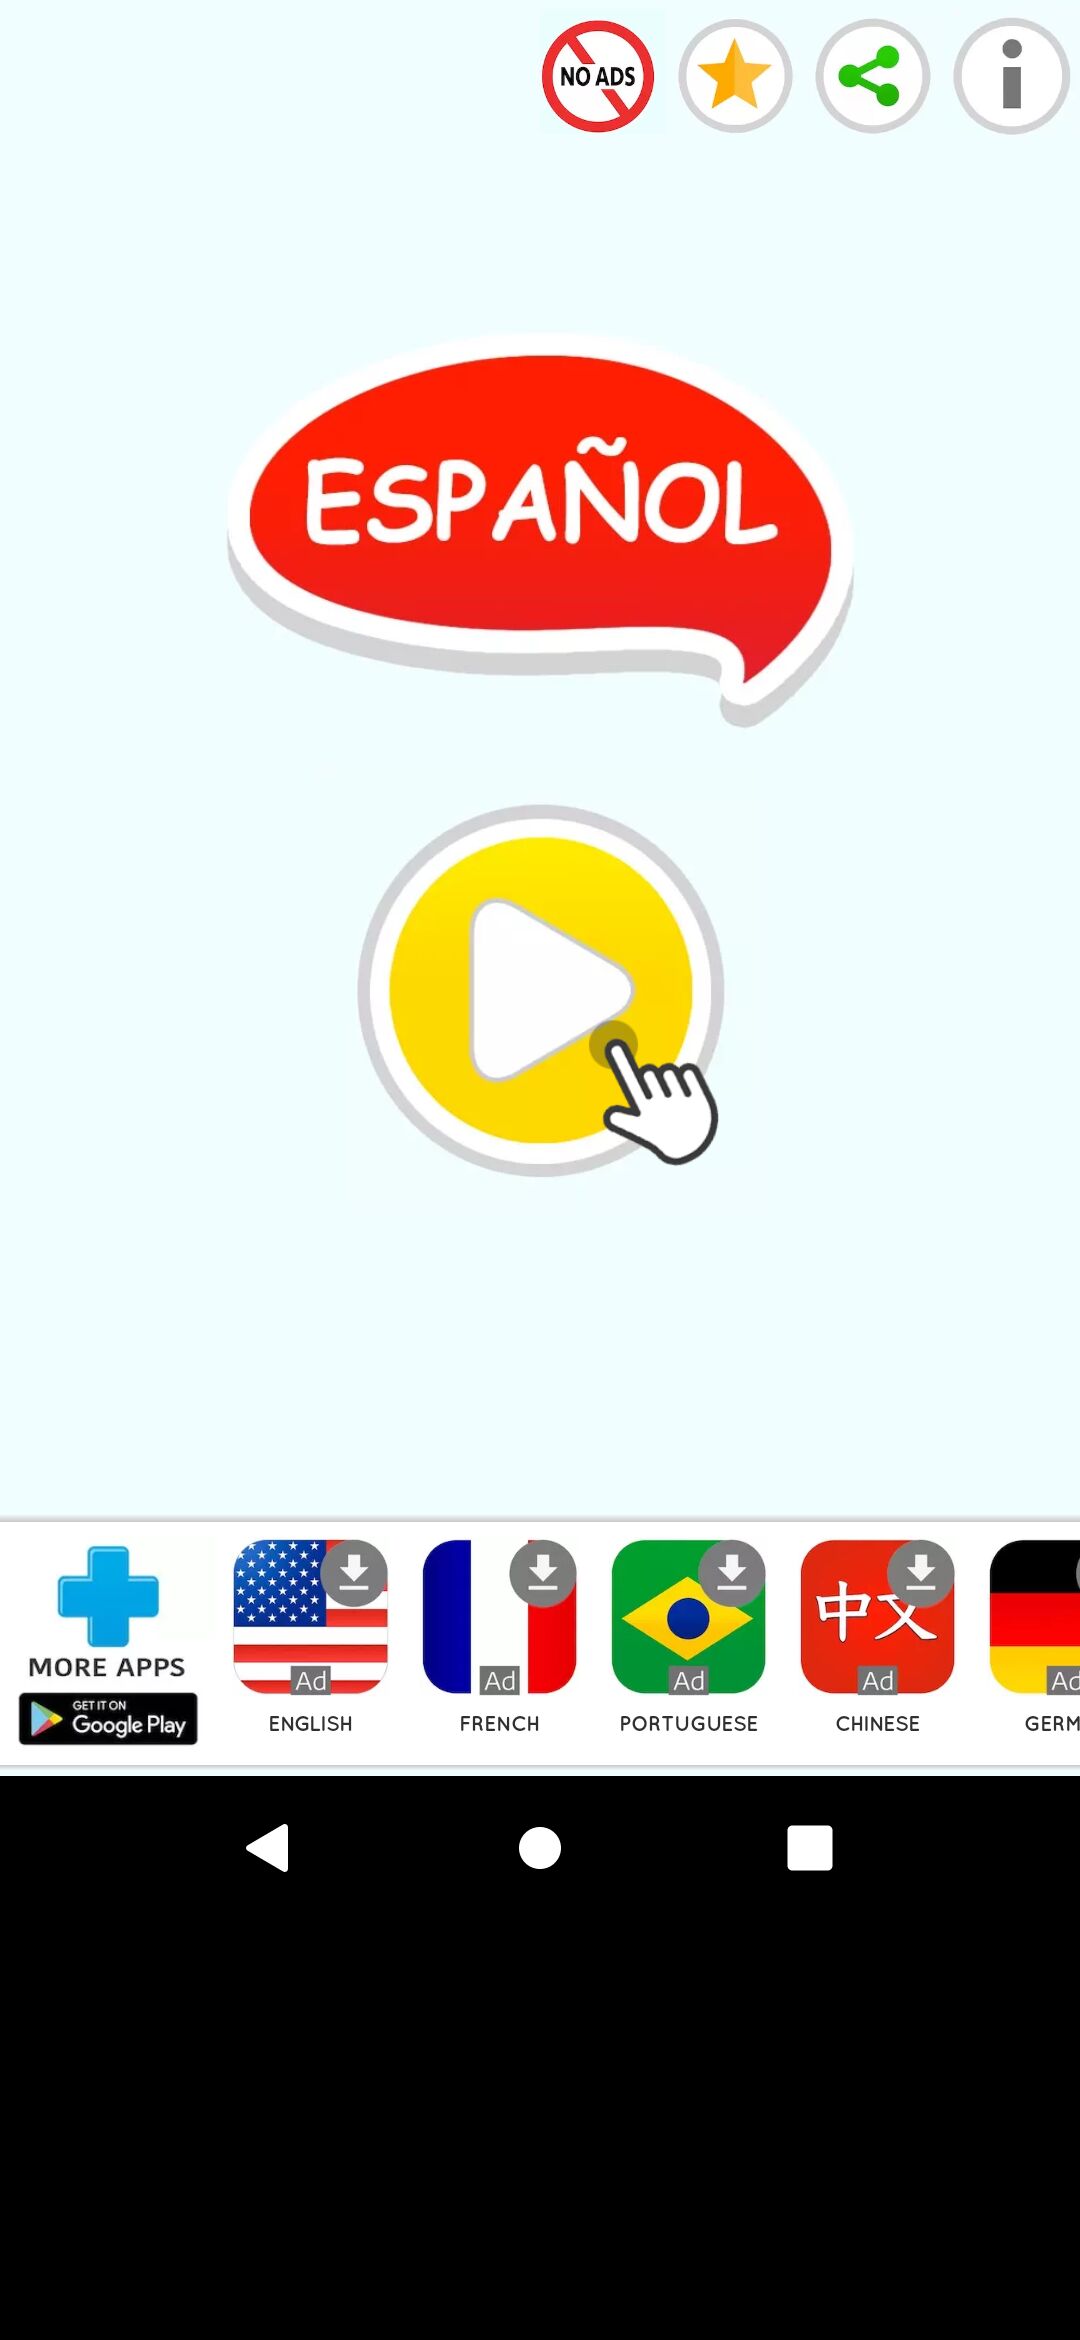 NO ADS
ESPAÑOL
MORE APPS
GET IT ON
Google Play
Ad
ENGLISH
Ad
FRENCH
Ad
PORTUGUESE
中文
Ad
CHINESE
Ad
GERM